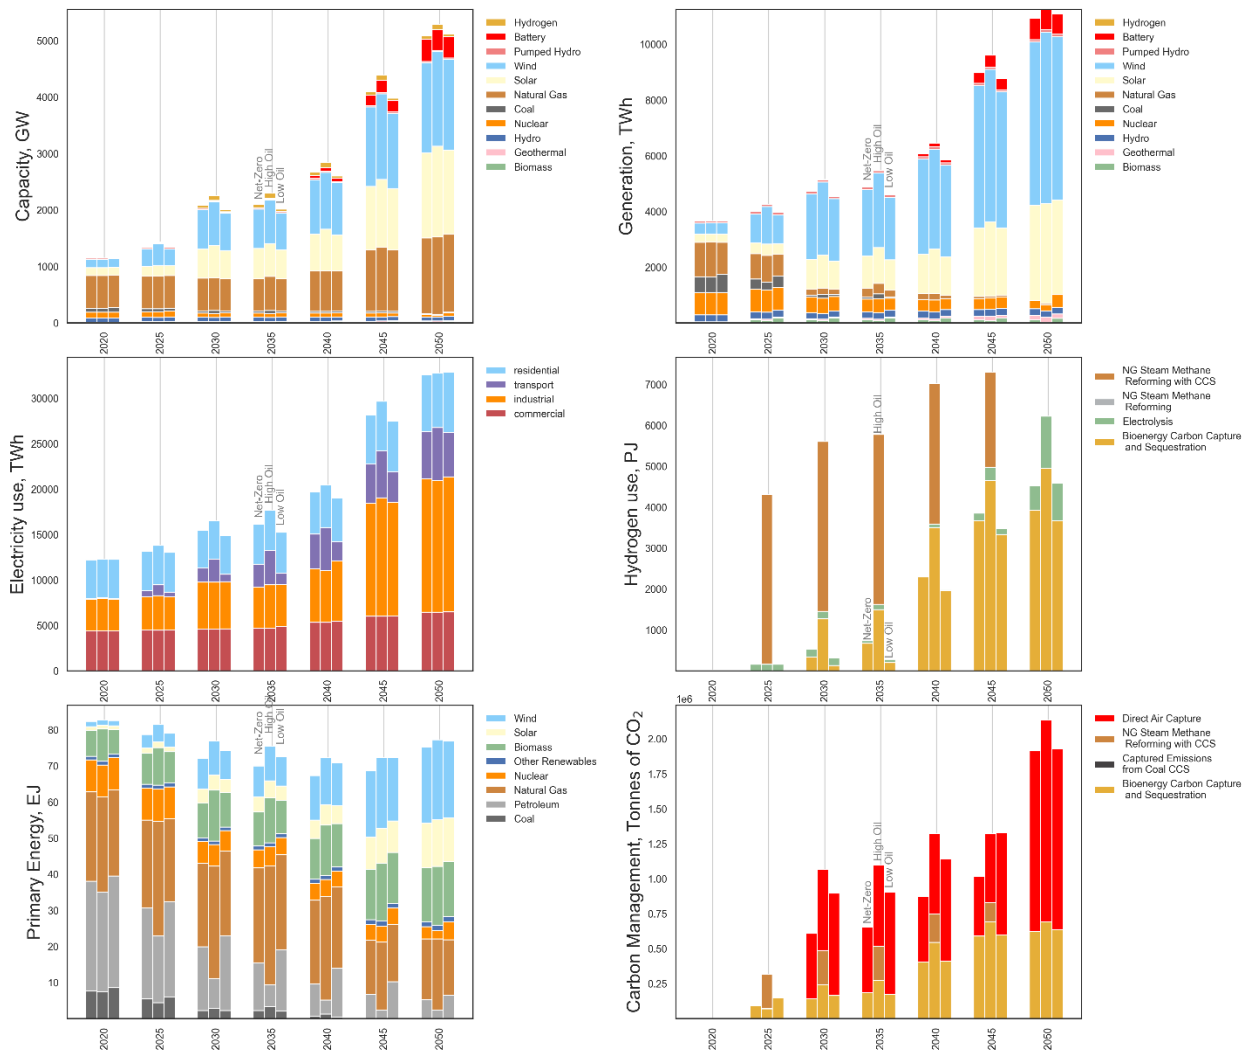 Capacity, GW
5000
4000
3000
2000
1000
0
Net-Zero
High Oil
Low Oil
2020
2025
2030
2035
2040
2045
2050
Hydrogen
Battery
Pumped Hydro
Wind
Solar
Natural Gas
Coal
Nuclear
Hydro
Geothermal
Biomass
Generation, TWh
10000
8000
6000
4000
2000
Net-Zero
High Oil
Low Oil
2020
2025
2030
2035
2040
2045
2050
Hydrogen
Battery
Pumped Hydro
Wind
Solar
Natural Gas
Coal
Nuclear
Hydro
Geothermal
Biomass
Electricity use, TWh
30000
25000
20000
15000
10000
5000
0
Net-Zero
High Oil
Low Oil
2020
2025
2030
2035
2040
2045
2050
residential
transport
industrial
commercial
Hydrogen use, PJ
7000
6000
5000
4000
3000
2000
1000
Net-Zero
High Oil
Low Oil
2020
2025
2030
2035
2040
2045
2050
NG Steam Methane
Reforming with CCS
NG Steam Methane
Reforming
Electrolysis
Bioenergy Carbon Capture
and Sequestration
Primary Energy, EJ
80
70
60
50
40
30
20
10
Net-Zero
High Oil
Low Oil
2020
2025
2030
2035
2040
2045
2050
Wind
Solar
Biomass
Other Renewables
Nuclear
Natural Gas
Petroleum
Coal
Carbon Management, Tonnes of CO₂
1e6
2.00
1.75
1.50
1.25
1.00
0.75
0.50
0.25
Net-Zero
High Oil
Low Oil
2020
2025
2030
2035
2040
2045
2050
Direct Air Capture
NG Steam Methane
Reforming with CCS
Captured Emissions
from Coal CCS
Bioenergy Carbon Capture
and Sequestration